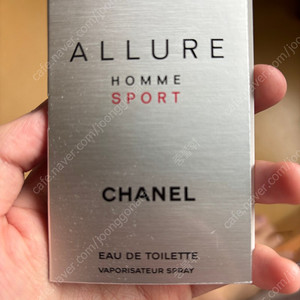 ALLURE
HOMME
SPORT
CHANEL
EAU DE TOILETTE
VAPORISATEUR SPRAY